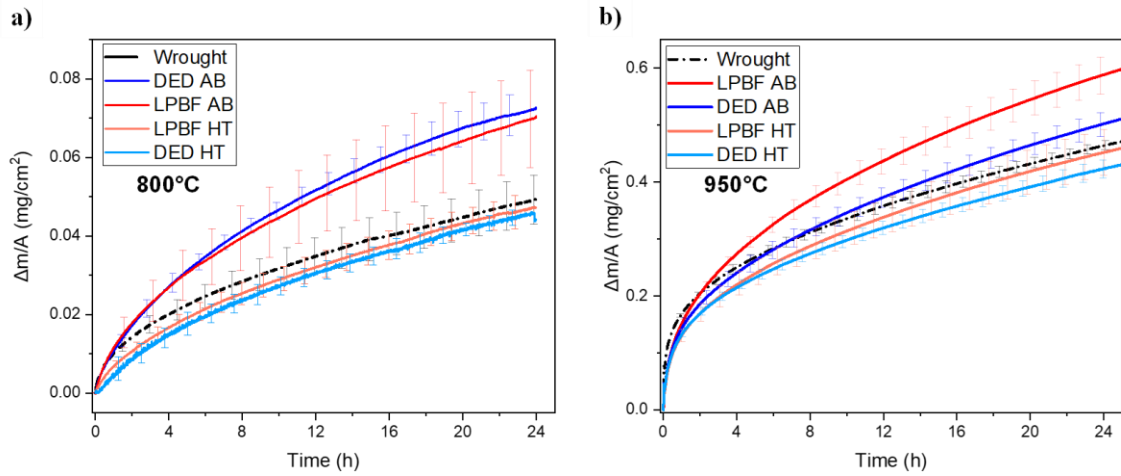 a)
Δm/A (mg/cm²)
0.08
0.06
0.04
0.02
0.00
Wrought
DED AB
LPBF AB
LPBF HT
DED HT
800°C
0 4 8 12 16 20 24
Time (h)
b)
Δm/A (mg/cm²)
0.6
0.4
0.2
0.0
Wrought
LPBF AB
DED AB
LPBF HT
DED HT
950°C
0 4 8 12 16 20 24
Time (h)